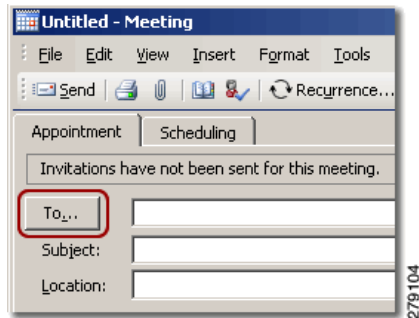 Untitled - Meeting
File Edit View Insert Format Tools
Send Recurrence...
Appointment Scheduling
Invitations have not been sent for this meeting.
To...
Subject:
Location:
279104